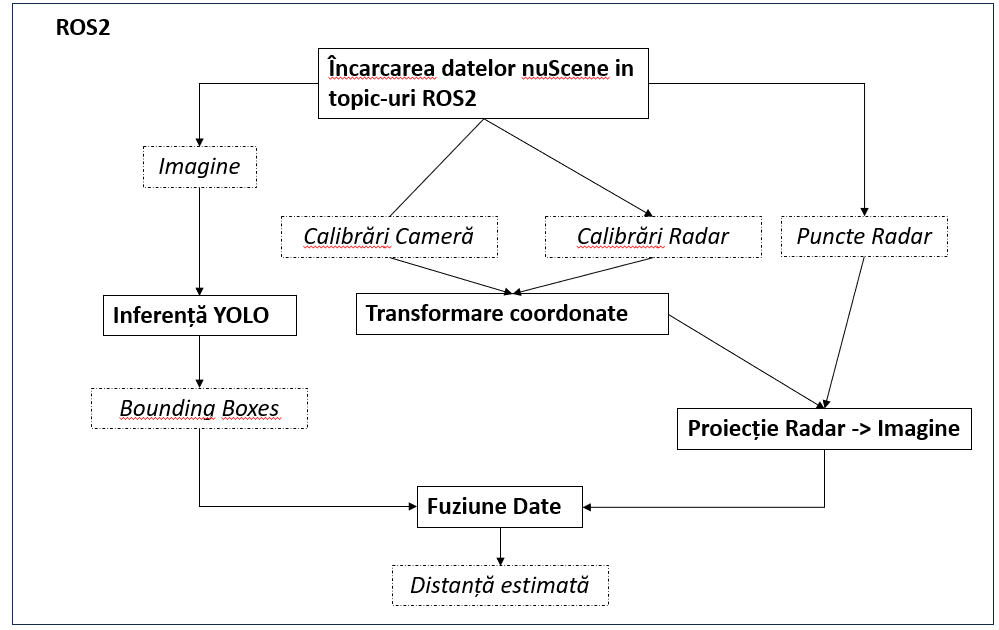 ROS2
Încarcarea datelor nuScene in
topic-uri ROS2
Imagine
Calibrări Cameră
Calibrări Radar
Puncte Radar
Inferență YOLO
Transformare coordonate
Bounding Boxes
Proiecție Radar -> Imagine
Fuziune Date
Distanță estimată